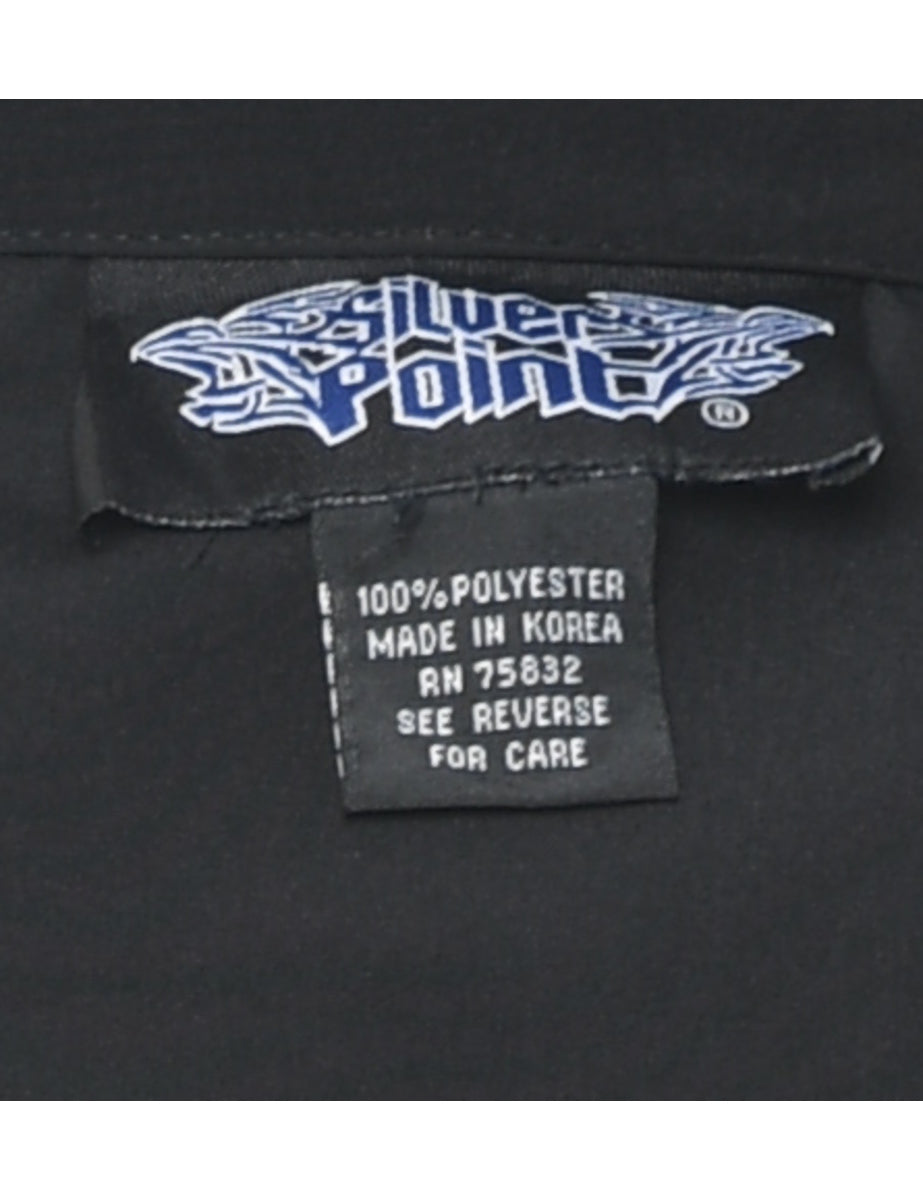 Silver
Point
®
100% POLYESTER
MADE IN KOREA
RN 75832
SEE REVERSE
FOR CARE